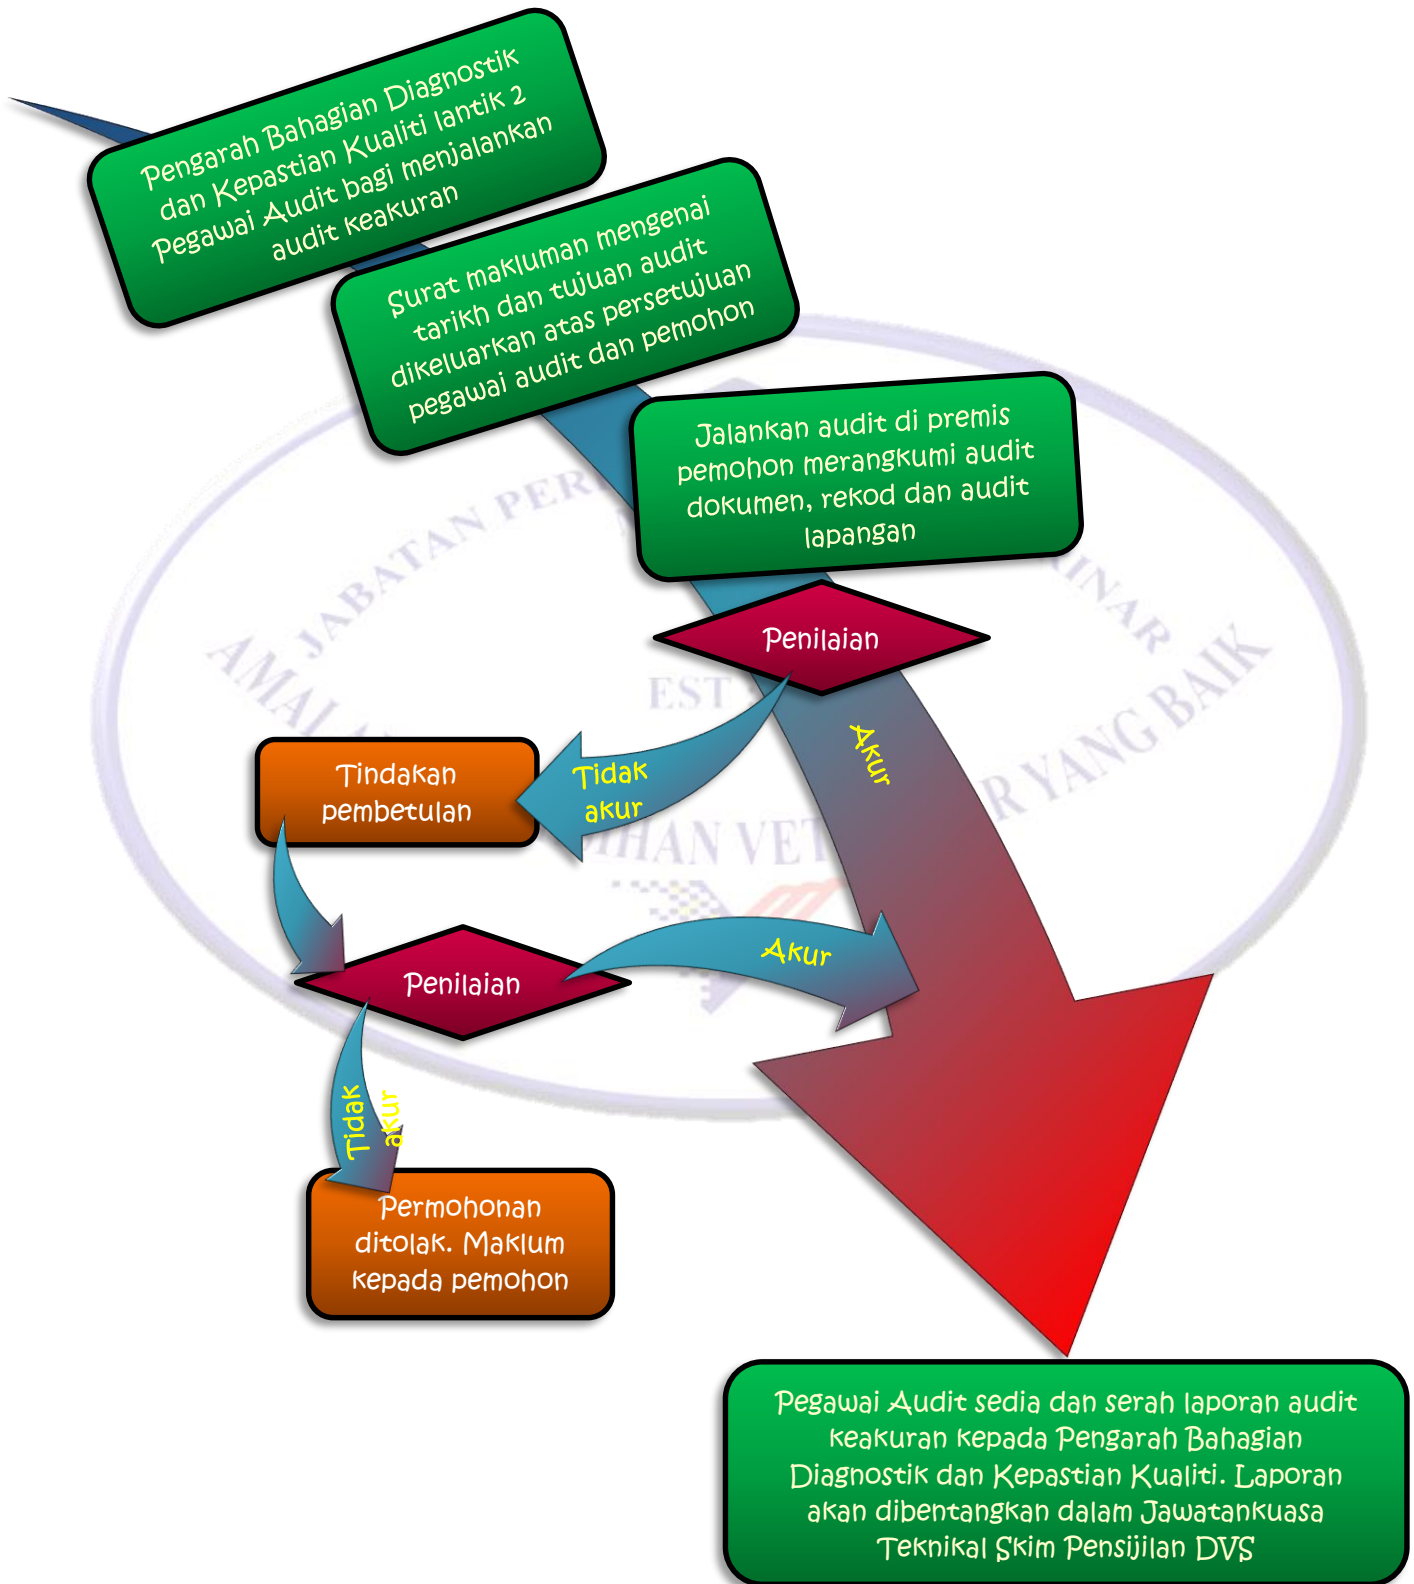 Pengarah Bahagian Diagnostik
dan Kepastian Kualiti lantik 2
Pegawai Audit bagi menjalankan
audit keakuran
Surat makluman mengenai
tarikh dan tujuan audit
dikeluarkan atas persetujuan
pegawai audit dan pemohon
Jalankan audit di premis
pemohon merangkumi audit
dokumen, rekod dan audit
lapangan
JABATAN
YANG BAIK
EST
Penilaian
Akur
Tidak
akur
Tindakan
pembetulan
Penilaian
Akur
Tidak
akur
Permohonan
ditolak. Maklum
kepada pemohon
Pegawai Audit sedia dan serah laporan audit
keakuran kepada Pengarah Bahagian
Diagnostik dan Kepastian Kualiti. Laporan
akan dibentangkan dalam Jawatankuasa
Teknikal Skim Pensijilan DVS